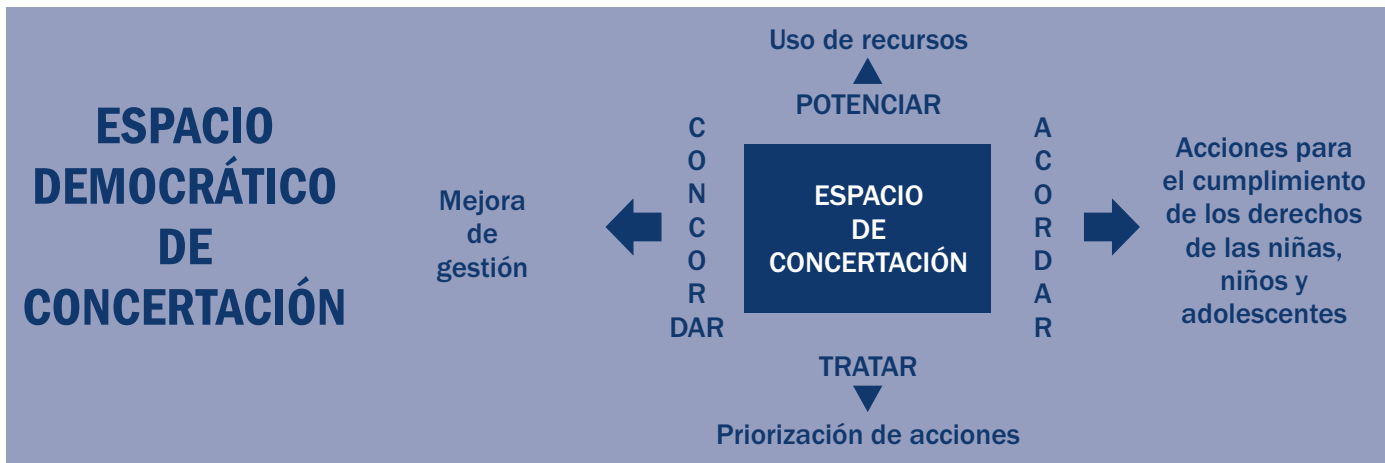 ESPACIO
DEMOCRÁTICO
DE
CONCERTACIÓN
Mejora
de
gestión
C
O
N
C
O
R
DAR
Uso de recursos
POTENCIAR
ESPACIO
DE
CONCERTACIÓN
TRATAR
Priorización de acciones
A
C
O
R
D
A
R
Acciones para
el cumplimiento
de los derechos
de las niñas,
niños y
adolescentes